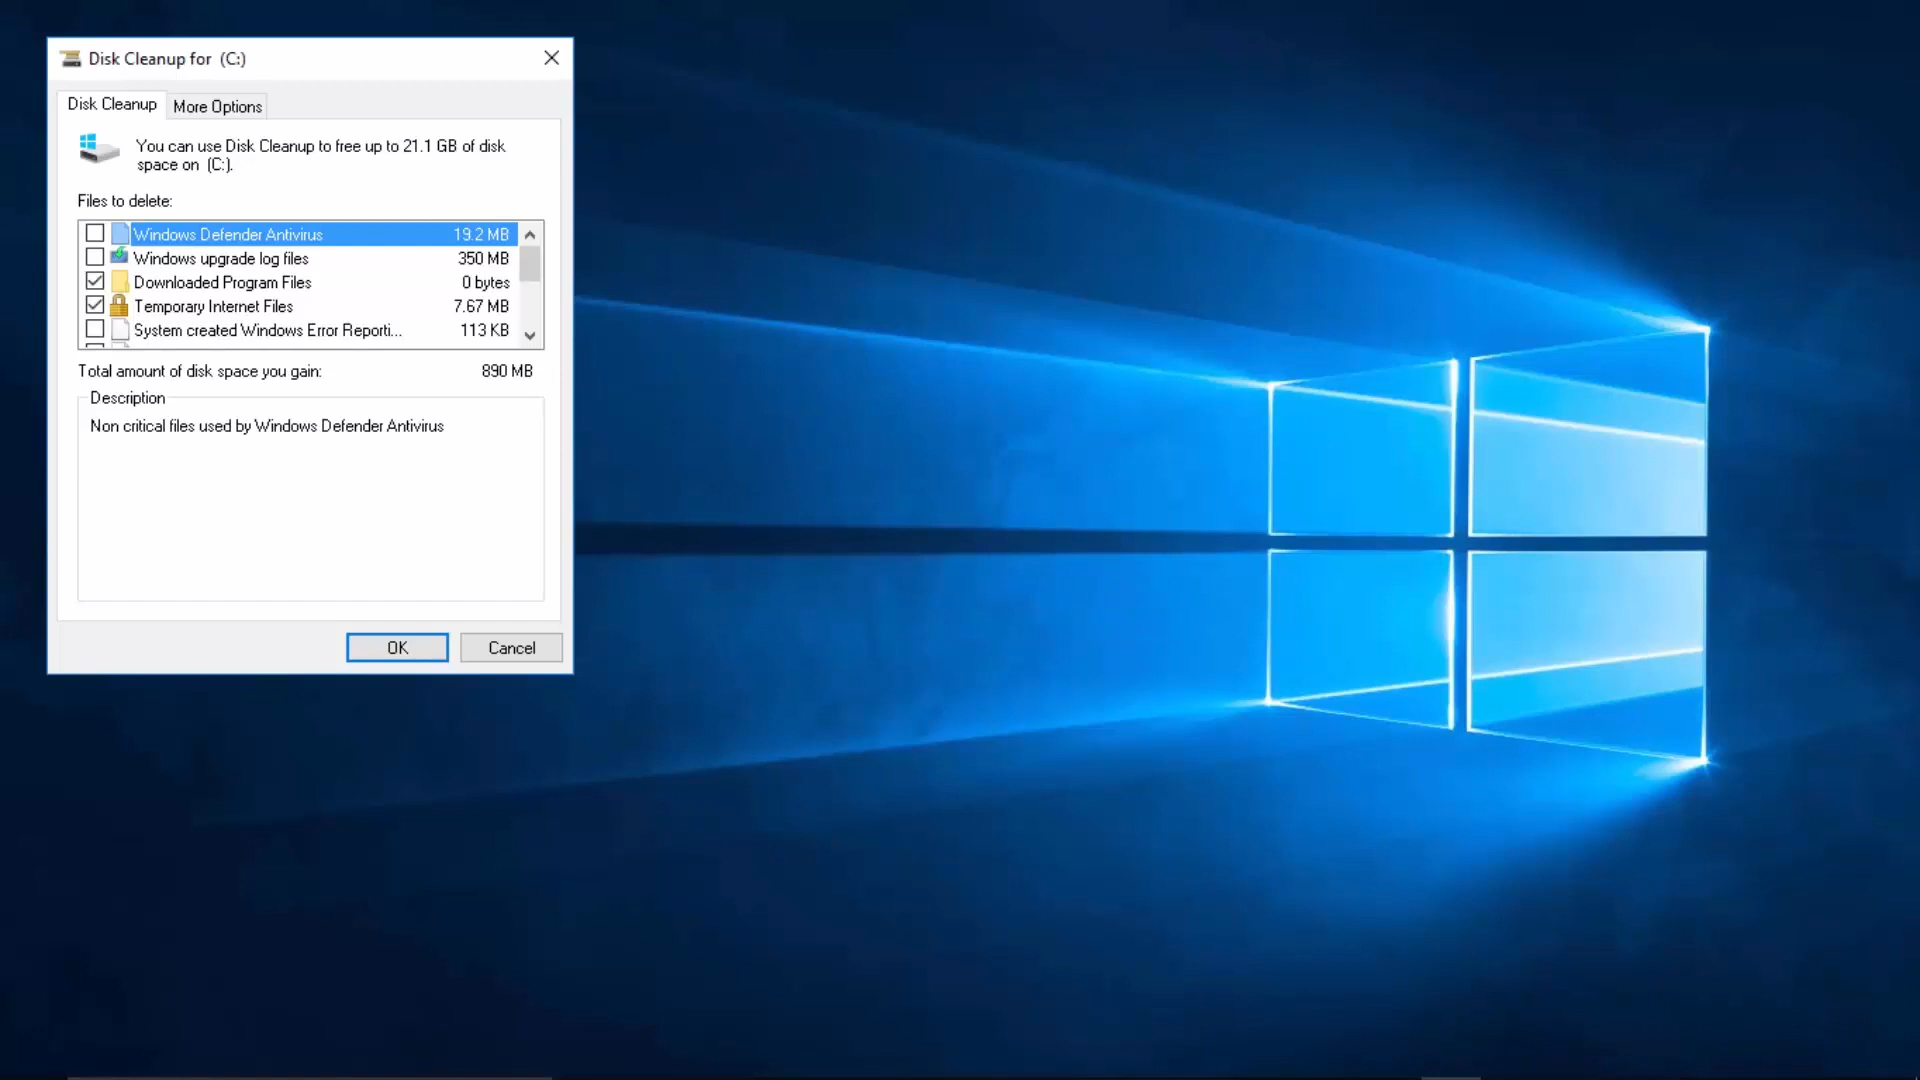 Disk Cleanup for  (C:)
Disk Cleanup
More Options
You can use Disk Cleanup to free up to 21.1 GB of disk
space on  (C:).
Files to delete:
Windows Defender Antivirus 19.2 MB
Windows upgrade log files 350 MB
Downloaded Program Files 0 bytes
Temporary Internet Files 7.67 MB
System created Windows Error Reporti... 113 KB
Total amount of disk space you gain: 890 MB
Description
Non critical files used by Windows Defender Antivirus
OK
Cancel